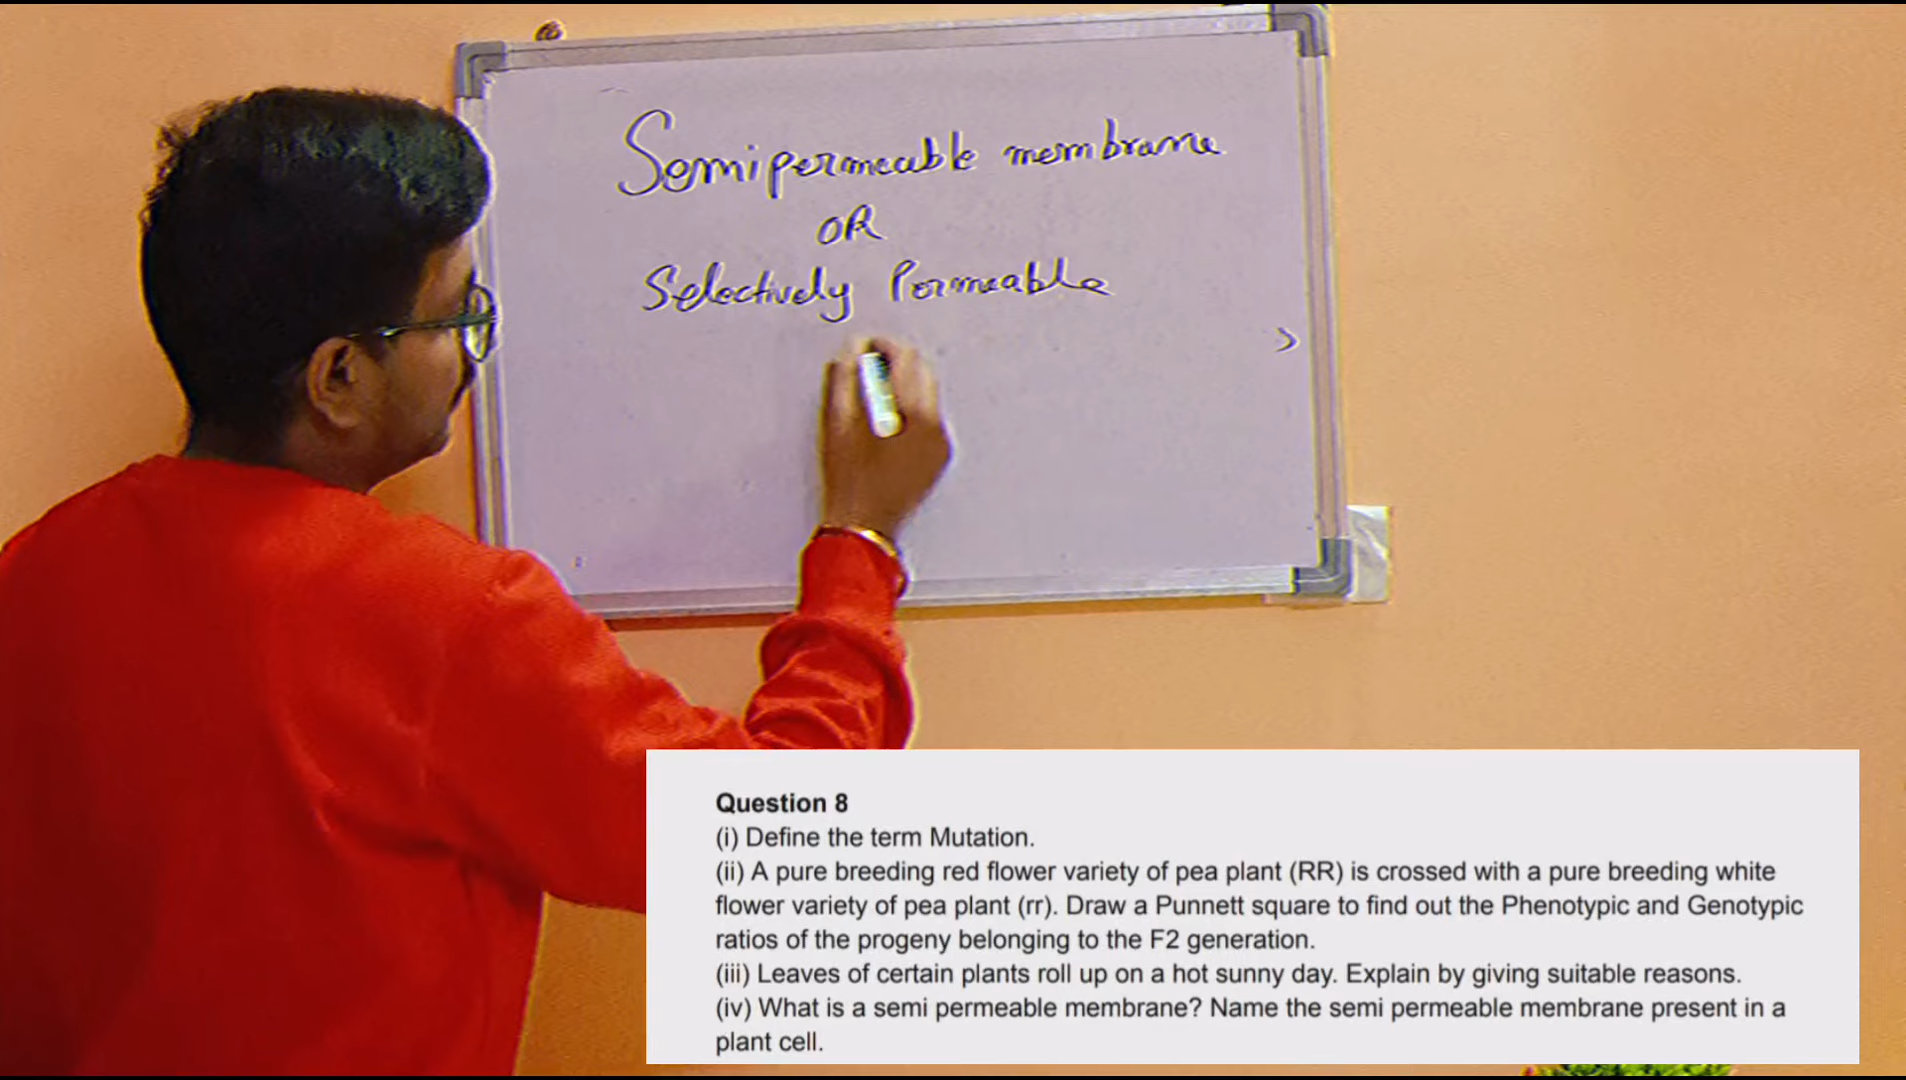 Semipermeable membrane
OR
Selectively Permeable
Question 8
(i) Define the term Mutation.
(ii) A pure breeding red flower variety of pea plant (RR) is crossed with a pure breeding white
flower variety of pea plant (rr). Draw a Punnett square to find out the Phenotypic and Genotypic
ratios of the progeny belonging to the F2 generation.
(iii) Leaves of certain plants roll up on a hot sunny day. Explain by giving suitable reasons.
(iv) What is a semi permeable membrane? Name the semi permeable membrane present in a
plant cell.